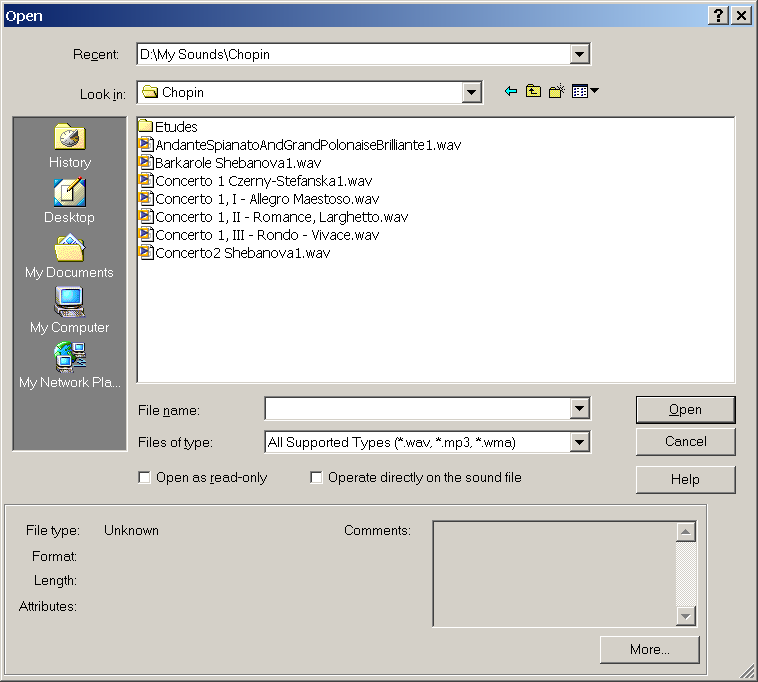 Open
Recent: D:\My Sounds\Chopin
Look in: Chopin
History
Desktop
My Documents
My Computer
My Network Pla...
Etudes
AndanteSpianatoAndGrandPolonaiseBrilliante1.wav
Barkarole Shebanova1.wav
Concerto 1 Czerny-Stefanska1.wav
Concerto 1, I - Allegro Maestoso.wav
Concerto 1, II - Romance, Larghetto.wav
Concerto 1, III - Rondo - Vivace.wav
Concerto2 Shebanova1.wav
File name:
Open
Files of type: All Supported Types (*.wav, *.mp3, *.wma)
Cancel
Open as read-only Operate directly on the sound file
Help
File type: Unknown Comments:
Format:
Length:
Attributes:
More...